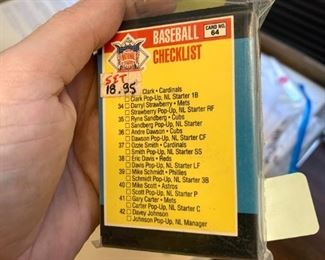 BASEBALL
CARD NO.
64
CHECKLIST
NATIONAL
LEAGUE
SET
18.95
Clark • Cardinals
Clark Pop-Up, NL Starter 1B
34 Darryl Strawberry • Mets
Strawberry Pop-Up, NL Starter RF
35 Ryne Sandberg • Cubs
Sandberg Pop-Up, NL Starter
36 Andre Dawson • Cubs
Dawson Pop-Up, NL Starter CF
37 Ozzie Smith • Cardinals
Smith Pop-Up, NL Starter SS
38 Eric Davis • Reds
Davis Pop-Up, NL Starter LF
39 Mike Schmidt • Phillies
Schmidt Pop-Up, NL Starter 3B
40 Mike Scott • Astros
Scott Pop-Up, NL Starter P
41 Gary Carter • Mets
Carter Pop-Up, NL Starter C
42 Davey Johnson
Johnson Pop-Up, NL Manager